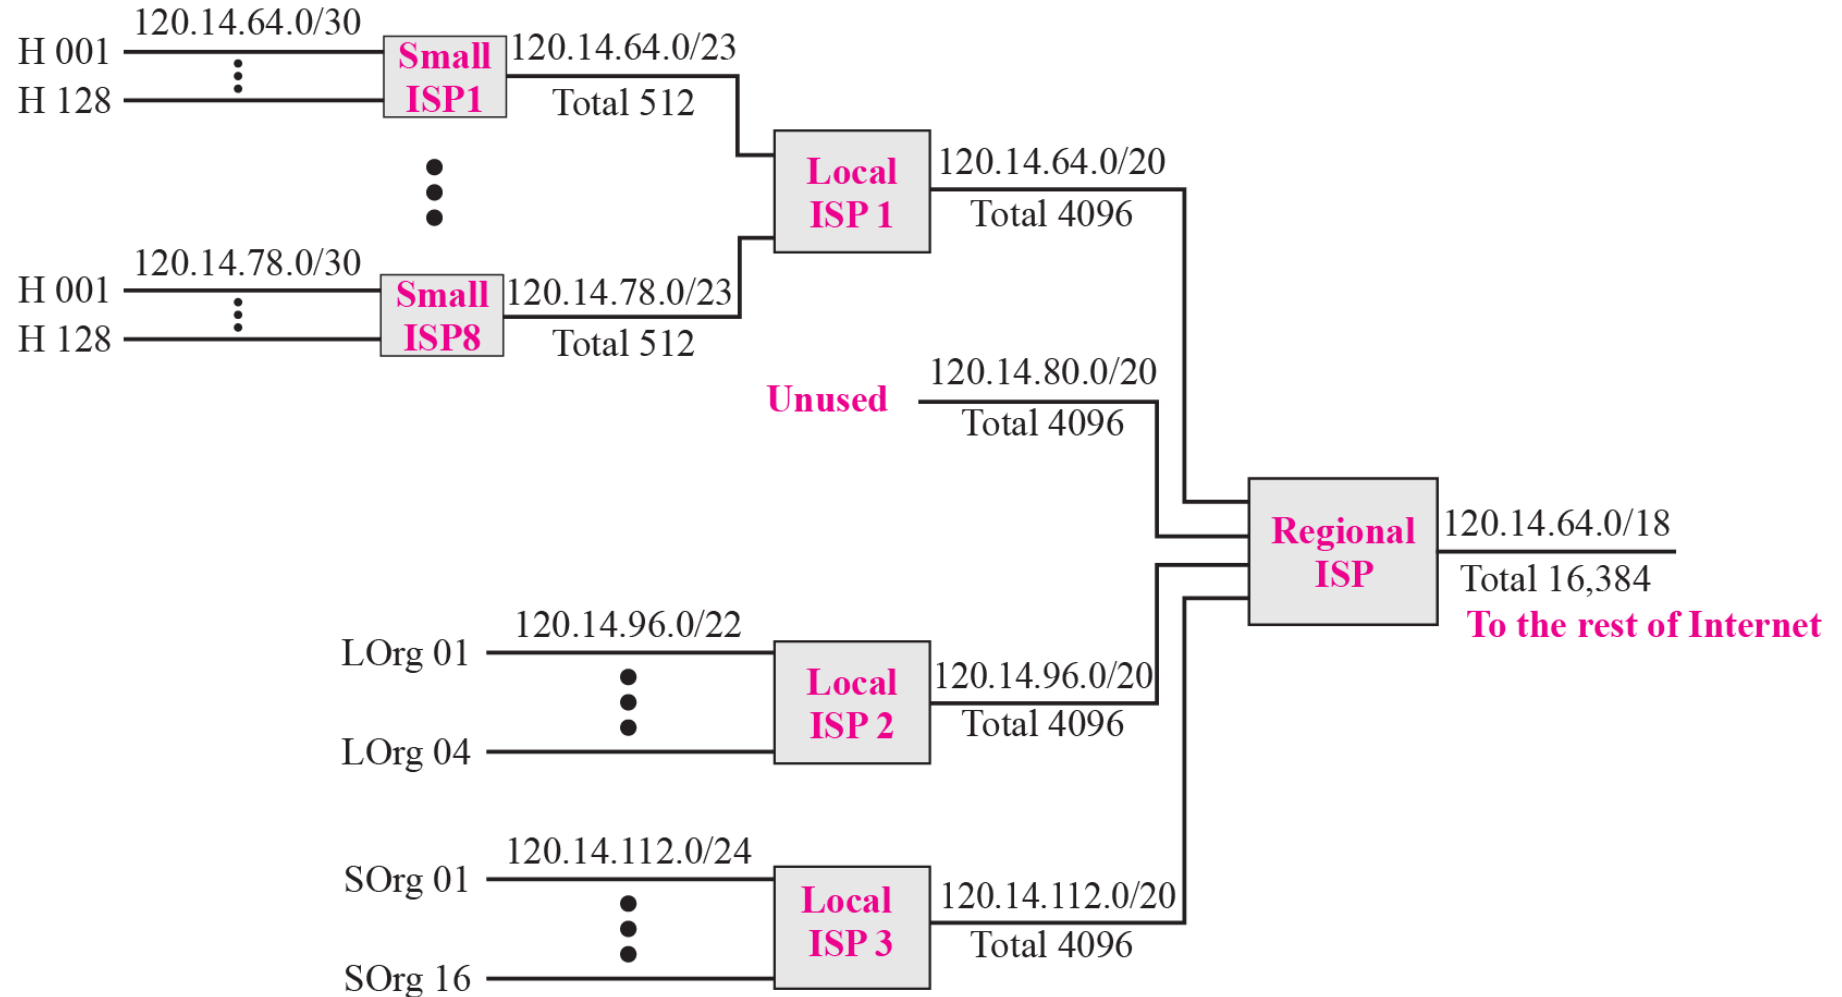 120.14.64.0/30
H 001
H 128
Small
ISP1
120.14.64.0/23
Total 512
120.14.78.0/30
H 001
H 128
Small
ISP8
120.14.78.0/23
Total 512
Local
ISP 1
120.14.64.0/20
Total 4096
Unused
120.14.80.0/20
Total 4096
LOrg 01
120.14.96.0/22
LOrg 04
Local
ISP 2
120.14.96.0/20
Total 4096
SOrg 01
120.14.112.0/24
SOrg 16
Local
ISP 3
120.14.112.0/20
Total 4096
Regional
ISP
120.14.64.0/18
Total 16,384
To the rest of Internet